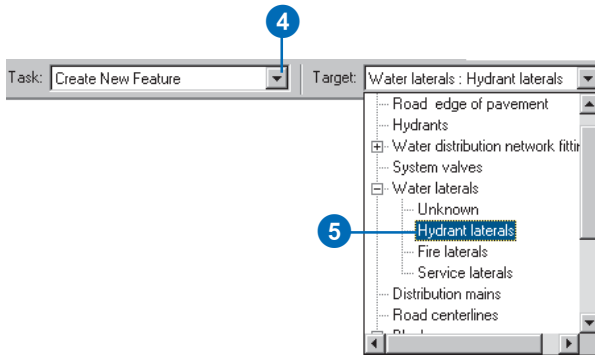 4
Task: Create New Feature Target: Water laterals : Hydrant laterals
Road edge of pavement
Hydrants
Water distribution network fittin
System valves
Water laterals
Unknown
5 Hydrant laterals
Fire laterals
Service laterals
Distribution mains
Road centerlines